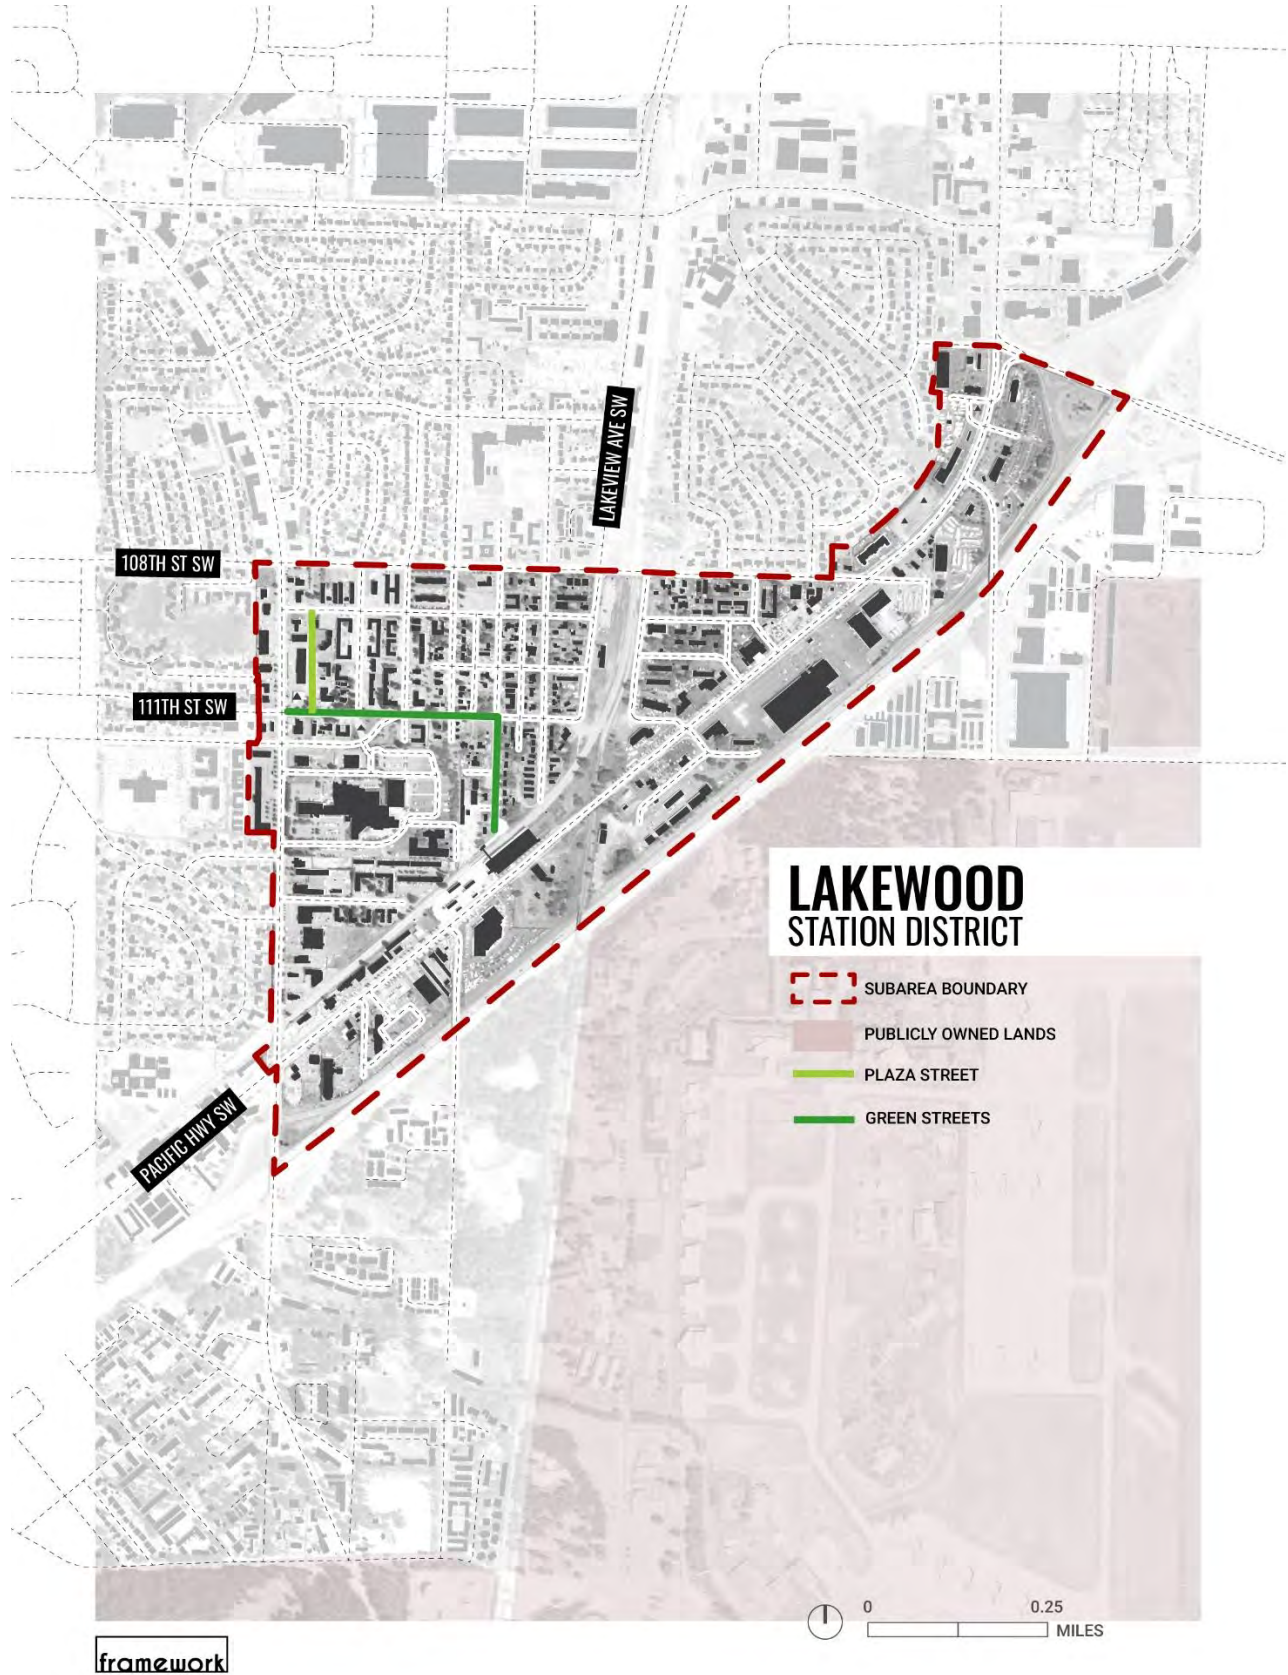 LAKEVIEW AVE SW
108TH ST SW
111TH ST SW
LAKEWOOD
STATION DISTRICT
SUBAREA BOUNDARY
PUBLICLY OWNED LANDS
PLAZA STREET
GREEN STREETS
PACIFIC HWY SW
0 0.25
MILES
framework